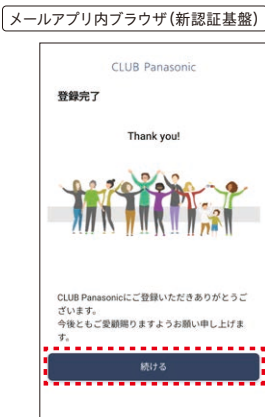 メールアプリ内ブラウザ(新認証基盤)
CLUB Panasonic
登録完了
Thank you!
CLUB Panasonicにご登録いただきありがとうご
ざいます。
今後ともご愛顧賜りますようお願い申し上げま
す。
続ける